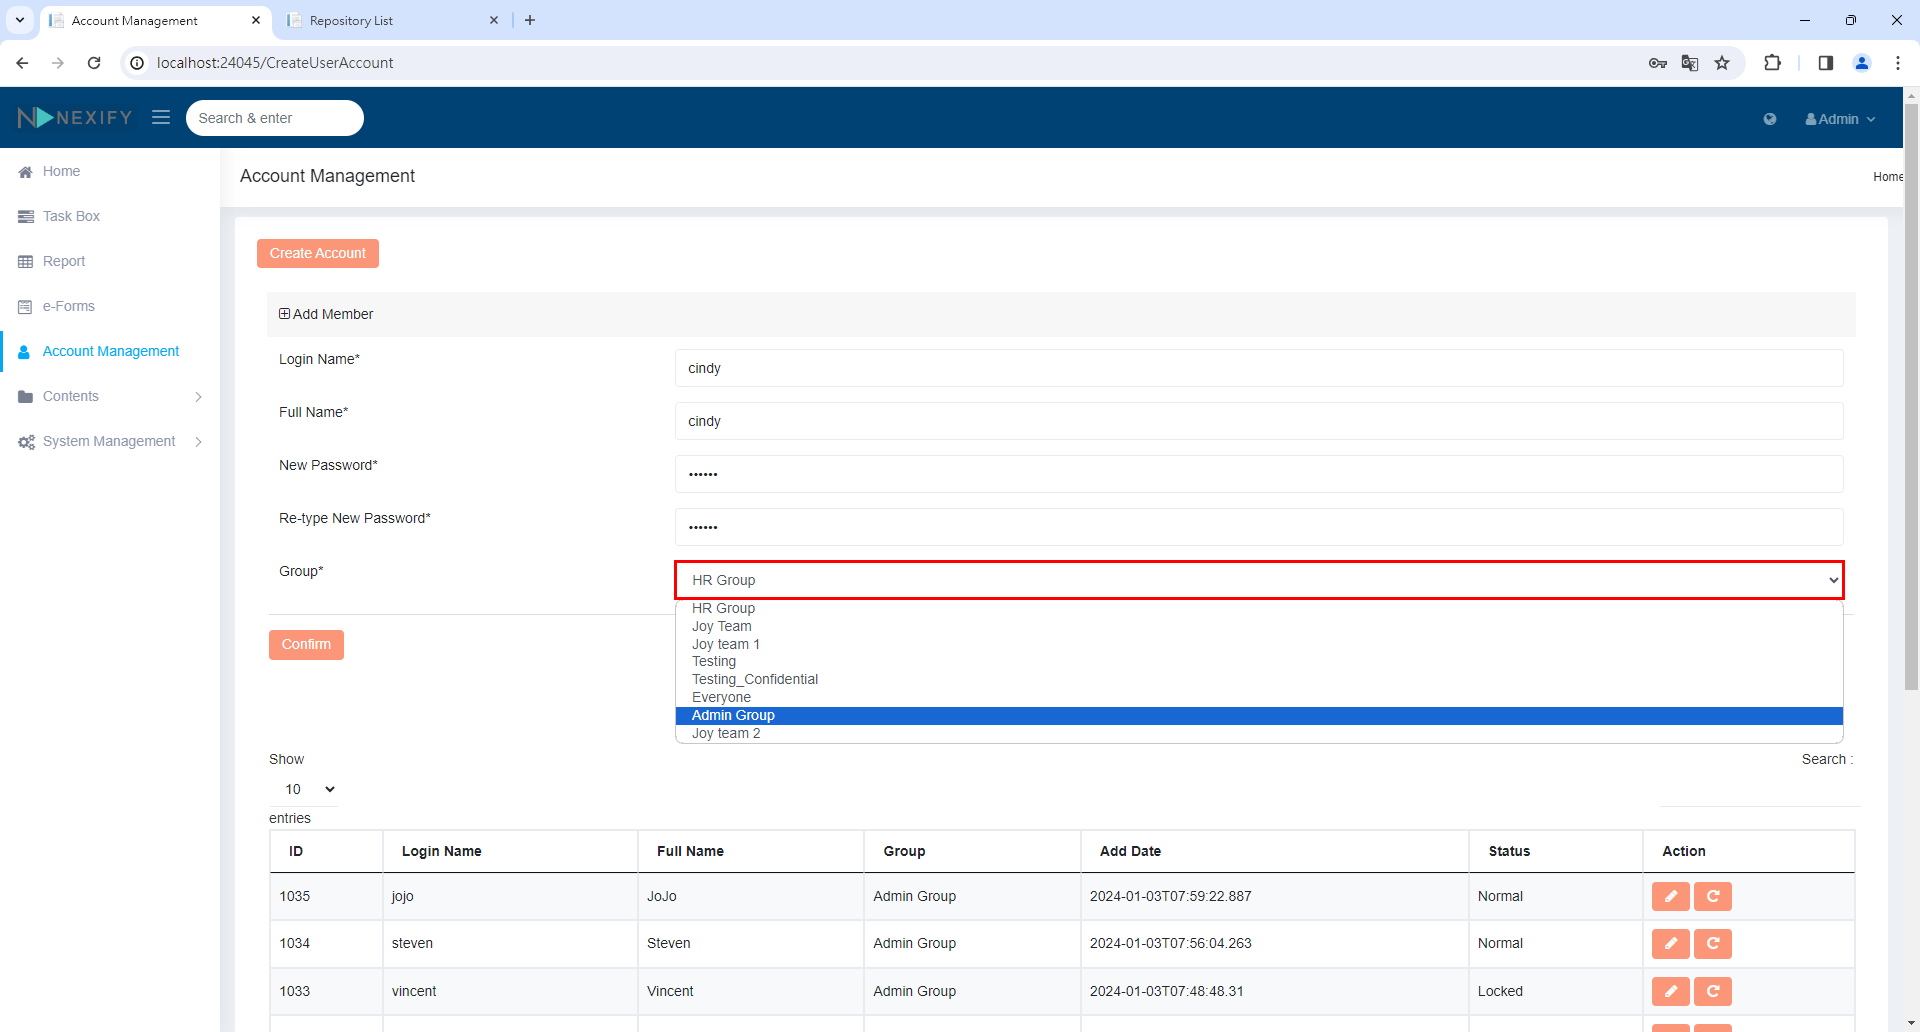 Account Management
Repository List
localhost:24045/CreateUserAccount
NEXIFY
Search & enter
Admin
Home
Task Box
Report
e-Forms
Account Management
Contents
System Management
Account Management
Home
Create Account
Add Member
Login Name*
cindy
Full Name*
cindy
New Password*
••••••
Re-type New Password*
••••••
Group*
HR Group
HR Group
Joy Team
Joy team 1
Testing
Testing_Confidential
Everyone
Admin Group
Joy team 2
Confirm
Show
10
entries
Search :
ID Login Name Full Name Group Add Date Status Action
1035 jojo JoJo Admin Group 2024-01-03T07:59:22.887 Normal
1034 steven Steven Admin Group 2024-01-03T07:56:04.263 Normal
1033 vincent Vincent Admin Group 2024-01-03T07:48:48.31 Locked